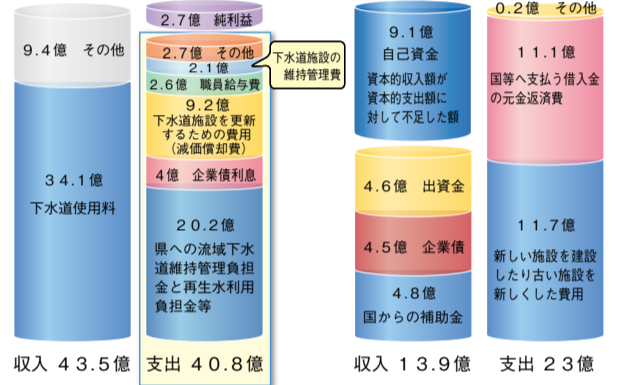 9.4億 その他
34.1億
下水道使用料
収入 43.5億
2.7億 純利益
2.7億 その他
2.1億
下水道施設の
維持管理費
2.6億 職員給与費
9.2億
下水道施設を更新
するための費用
（減価償却費）
4億 企業債利息
20.2億
県への流域下水
道維持管理負担
金と再生水利用
負担金等
支出 40.8億
9.1億
自己資金
資本的収入額が
資本的支出額に
対して不足した額
4.6億 出資金
4.5億 企業債
4.8億
国からの補助金
収入 13.9億
0.2億 その他
11.1億
国等へ支払う借入金
の元金返済費
11.7億
新しい施設を建設
したり古い施設を
新しくした費用
支出 23億